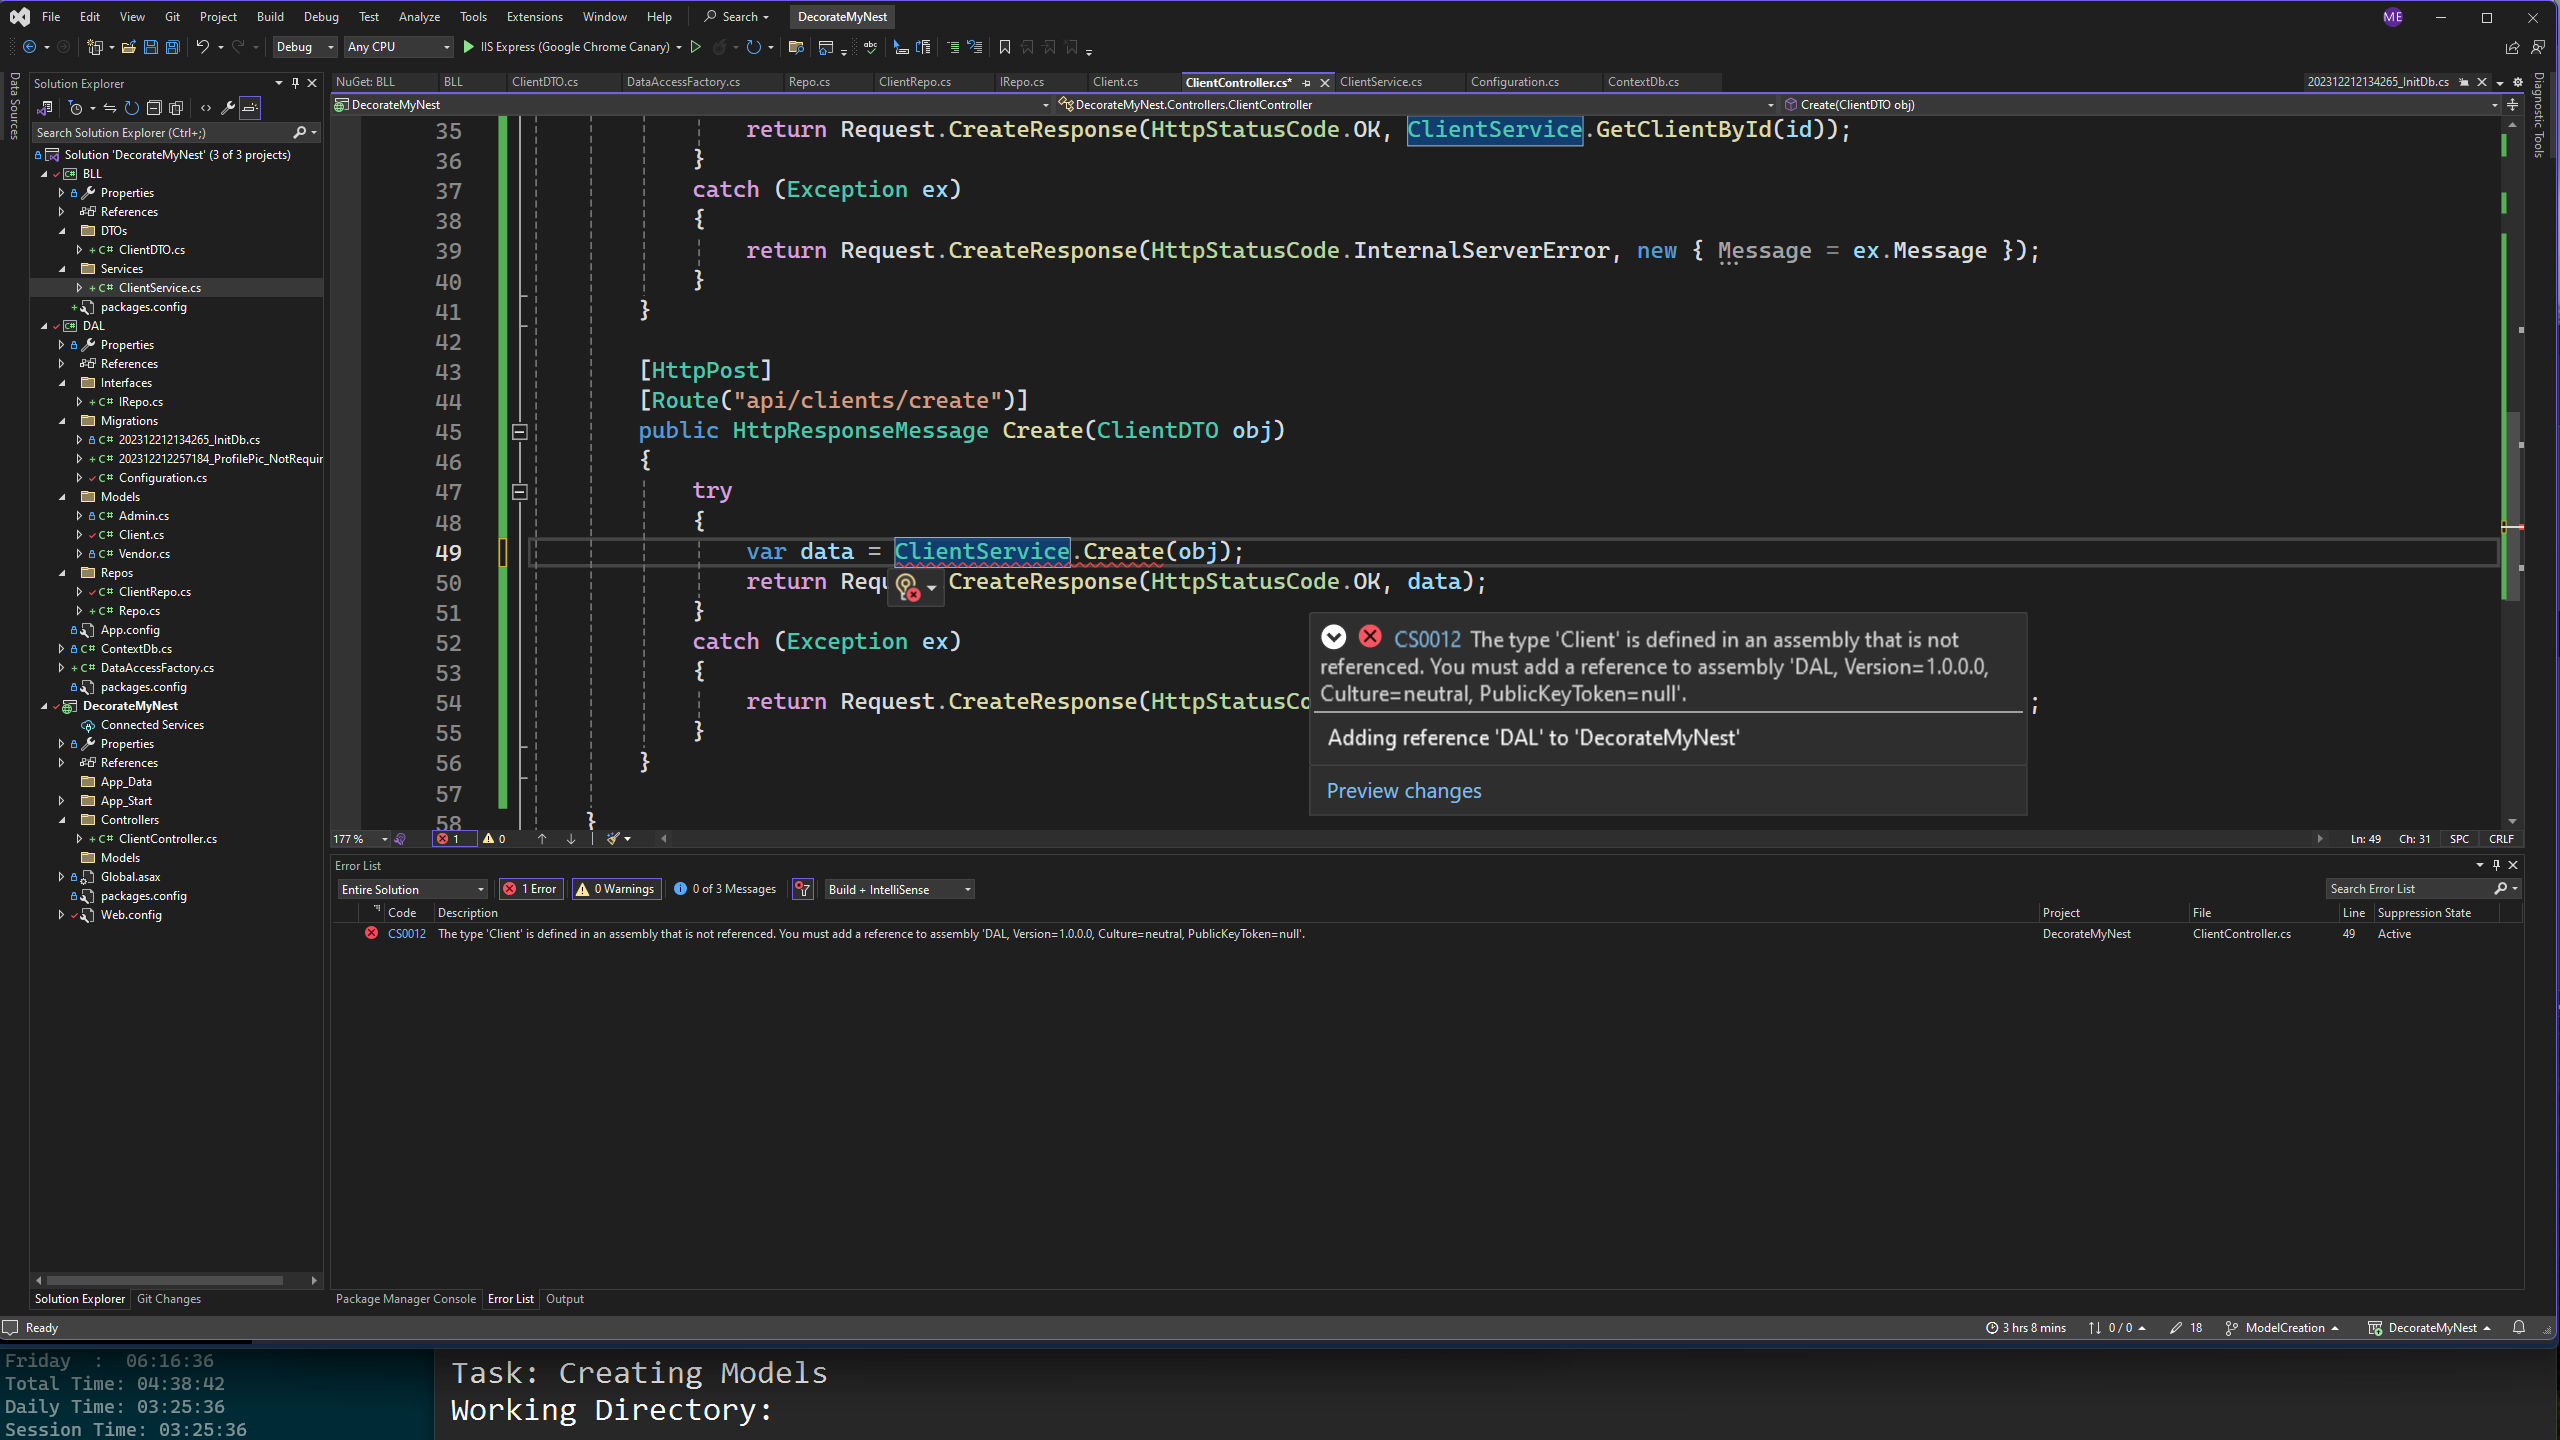 File Edit View Git Project Build Debug Test Analyze Tools Extensions Window Help Search DecorateMyNest ME
Debug Any CPU IIS Express (Google Chrome Canary)
Data Sources
Solution Explorer
Search Solution Explorer (Ctrl+;)
Solution 'DecorateMyNest' (3 of 3 projects)
BLL
Properties
References
DTOs
ClientDTO.cs
Services
ClientService.cs
packages.config
DAL
Properties
References
Interfaces
IRepo.cs
Migrations
202312212134265_InitDb.cs
202312212257184_ProfilePic_NotRequir
Configuration.cs
Models
Admin.cs
Client.cs
Vendor.cs
Repos
ClientRepo.cs
Repo.cs
App.config
ContextDb.cs
DataAccessFactory.cs
packages.config
DecorateMyNest
Connected Services
Properties
References
App_Data
App_Start
Controllers
ClientController.cs
Models
Global.asax
packages.config
Web.config
Solution Explorer Git Changes
NuGet: BLL BLL ClientDTO.cs DataAccessFactory.cs Repo.cs ClientRepo.cs IRepo.cs Client.cs ClientController.cs* ClientService.cs Configuration.cs ContextDb.cs 202312212134265_InitDb.cs
DecorateMyNest DecorateMyNest.Controllers.ClientController Create(ClientDTO obj)
Diagnostic Tools
35 return Request.CreateResponse(HttpStatusCode.OK, ClientService.GetClientById(id));
36 }
37 catch (Exception ex)
38 {
39 return Request.CreateResponse(HttpStatusCode.InternalServerError, new { Message = ex.Message });
40 }
41 }
42
43 [HttpPost]
44 [Route("api/clients/create")]
45 public HttpResponseMessage Create(ClientDTO obj)
46 {
47 try
48 {
49 var data = ClientService.Create(obj);
50 return Requ CreateResponse(HttpStatusCode.OK, data);
51 }
52 catch (Exception ex)
53 {
54 return Request.CreateResponse(HttpStatusCo ;
55 }
56 }
57
58 }
CS0012 The type 'Client' is defined in an assembly that is not
referenced. You must add a reference to assembly 'DAL, Version=1.0.0.0,
Culture=neutral, PublicKeyToken=null'.
Adding reference 'DAL' to 'DecorateMyNest'
Preview changes
177 % 1 0 Ln: 49 Ch: 31 SPC CRLF
Error List
Entire Solution 1 Error 0 Warnings 0 of 3 Messages Build + IntelliSense Search Error List
Code Description Project File Line Suppression State
CS0012 The type 'Client' is defined in an assembly that is not referenced. You must add a reference to assembly 'DAL, Version=1.0.0.0, Culture=neutral, PublicKeyToken=null'. DecorateMyNest ClientController.cs 49 Active
Package Manager Console Error List Output
Ready 3 hrs 8 mins 0 / 0 18 ModelCreation DecorateMyNest
Friday : 06:16:36
Total Time: 04:38:42
Daily Time: 03:25:36
Session Time: 03:25:36
Task: Creating Models
Working Directory: